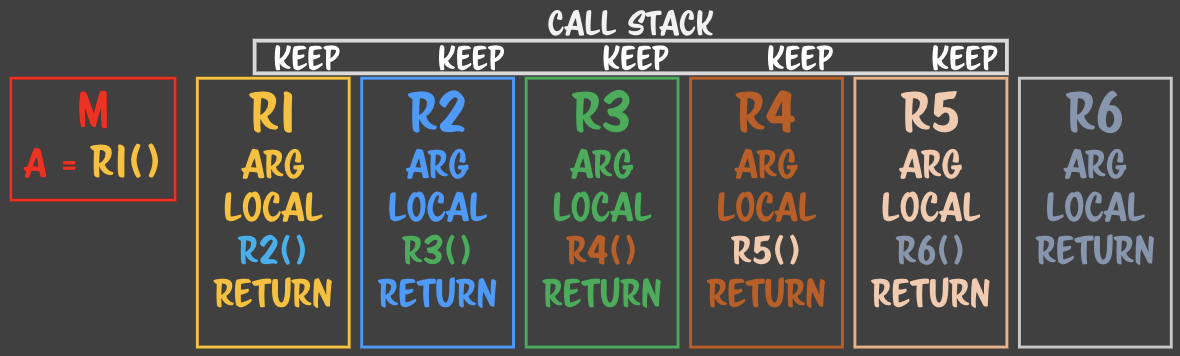 CALL STACK
KEEP KEEP KEEP KEEP KEEP
M
A = R1()
R1
ARG
LOCAL
R2()
RETURN
R2
ARG
LOCAL
R3()
RETURN
R3
ARG
LOCAL
R4()
RETURN
R4
ARG
LOCAL
R5()
RETURN
R5
ARG
LOCAL
R6()
RETURN
R6
ARG
LOCAL
RETURN